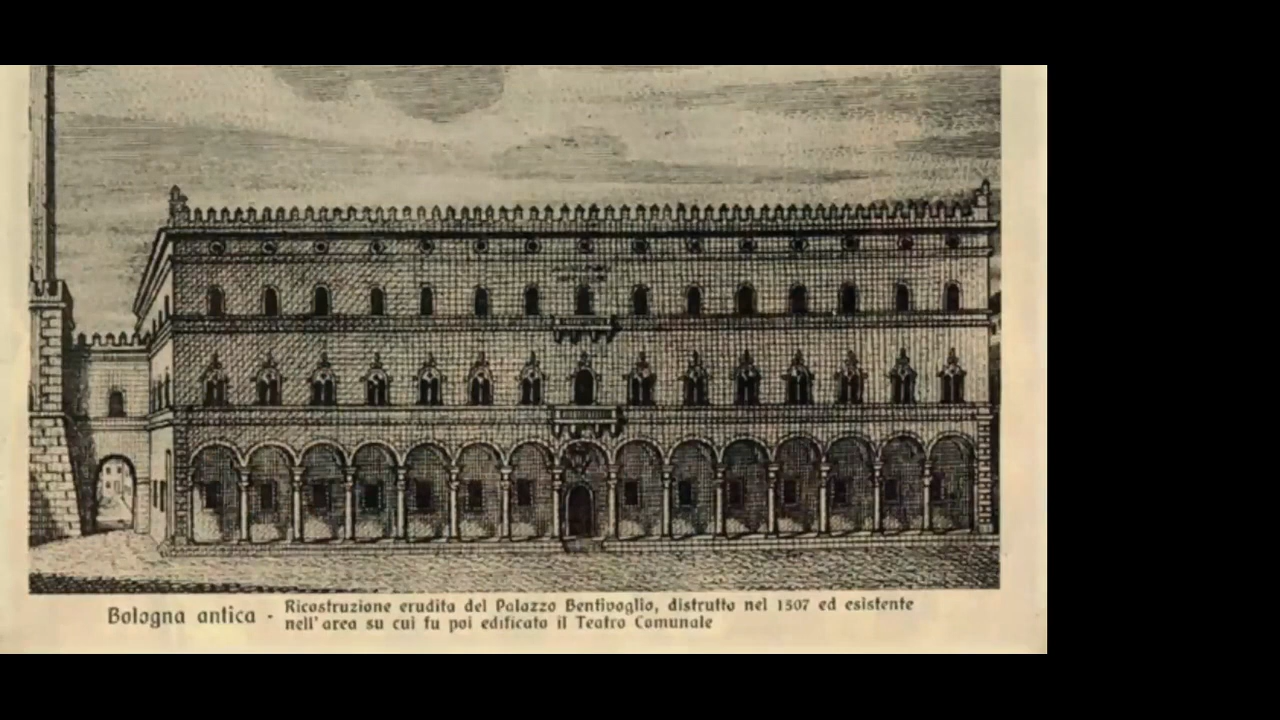 Bologna antica - Ricostruzione erudita del Palazzo Bentivoglio, distrutto nel 1507 ed esistente
nell'area su cui fu poi edificato il Teatro Comunale